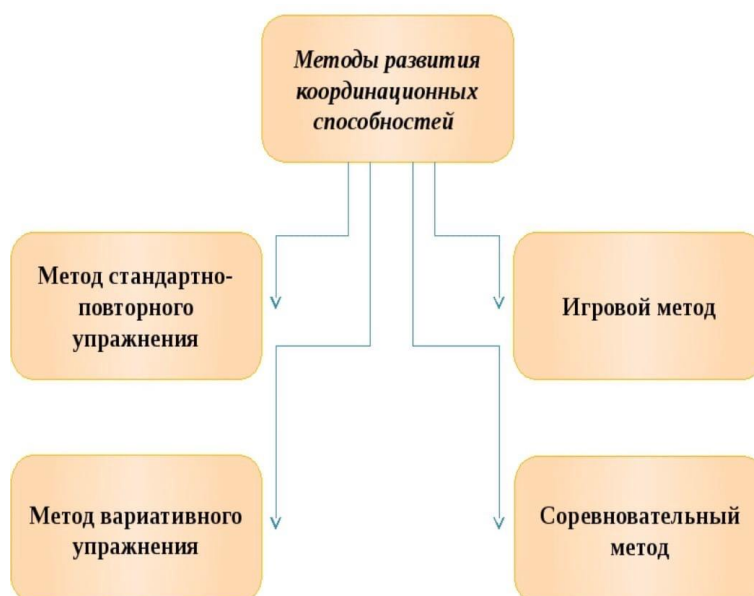 Методы развития
координационных
способностей
Метод стандартно-
повторного
упражнения
Игровой метод
Метод вариативного
упражнения
Соревновательный
метод